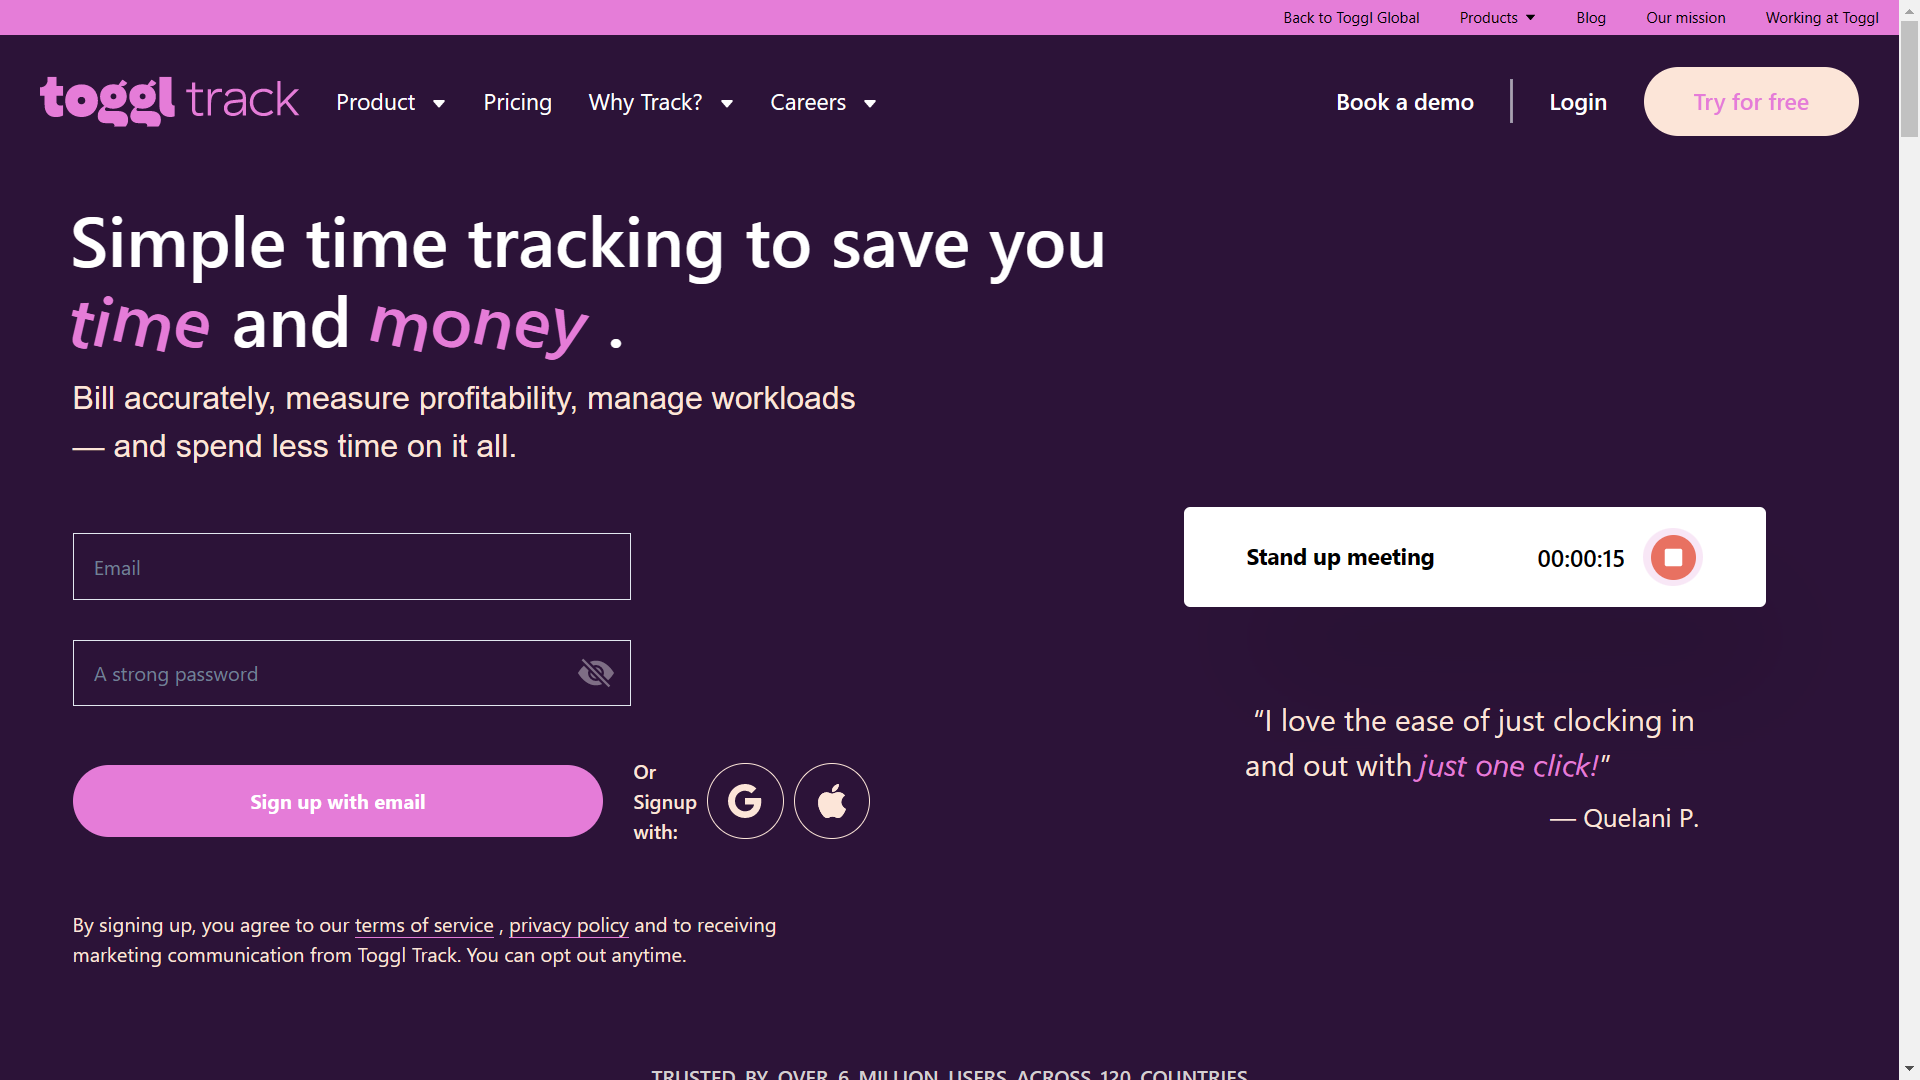 Back to Toggl Global Products Blog Our mission Working at Toggl
toggl track Product Pricing Why Track? Careers Book a demo Login Try for free
Simple time tracking to save you
time and money .
Bill accurately, measure profitability, manage workloads
— and spend less time on it all.
Email
A strong password
Sign up with email
Or
Signup
with:
By signing up, you agree to our terms of service , privacy policy and to receiving
marketing communication from Toggl Track. You can opt out anytime.
Stand up meeting 00:00:15
“I love the ease of just clocking in
and out with just one click!”
— Quelani P.
TRUSTED BY OVER 6 MILLION USERS ACROSS 120 COUNTRIES